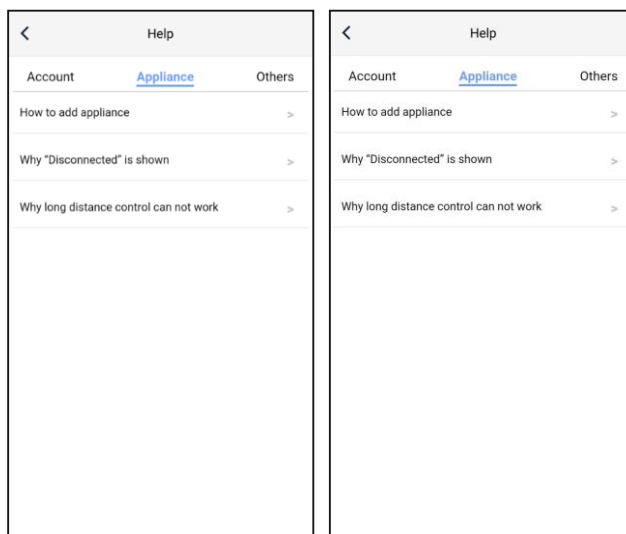 Help
Account Appliance Others
How to add appliance >
Why “Disconnected” is shown >
Why long distance control can not work >
Help
Account Appliance Others
How to add appliance >
Why “Disconnected” is shown >
Why long distance control can not work >